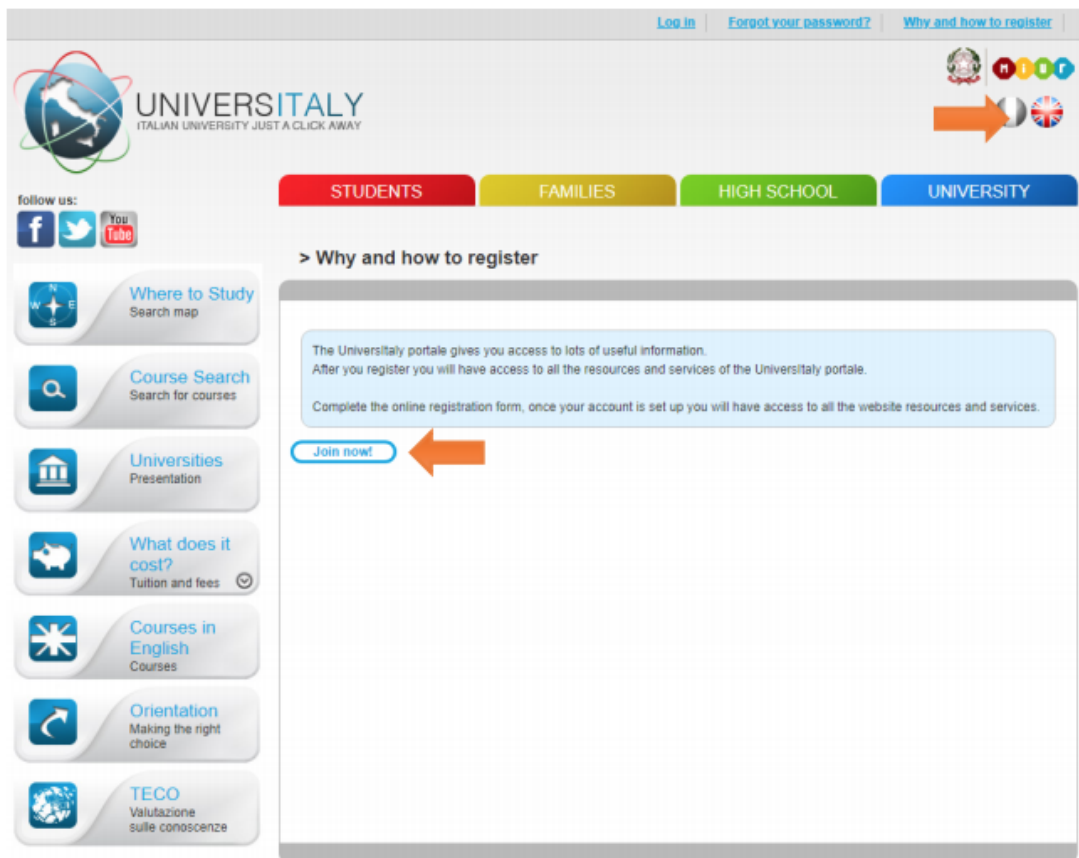 Log in
Forgot your password?
Why and how to register
UNIVERSITALY
ITALIAN UNIVERSITY JUST A CLICK AWAY
miur
follow us:
f
You
Tube
STUDENTS
FAMILIES
HIGH SCHOOL
UNIVERSITY
> Why and how to register
N
W E
S
Where to Study
Search map
Course Search
Search for courses
Universities
Presentation
What does it
cost?
Tuition and fees
Courses in
English
Courses
Orientation
Making the right
choice
TECO
Valutazione
sulle conoscenze
The UniversItaly portale gives you access to lots of useful information.
After you register you will have access to all the resources and services of the UniversItaly portale.
Complete the online registration form, once your account is set up you will have access to all the website resources and services.
Join now!